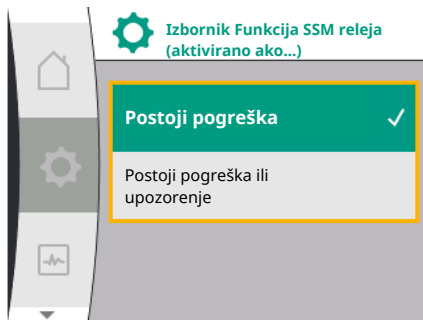 Izbornik Funkcija SSM releja
(aktivirano ako...)
Postoji pogreška
Postoji pogreška ili
upozorenje